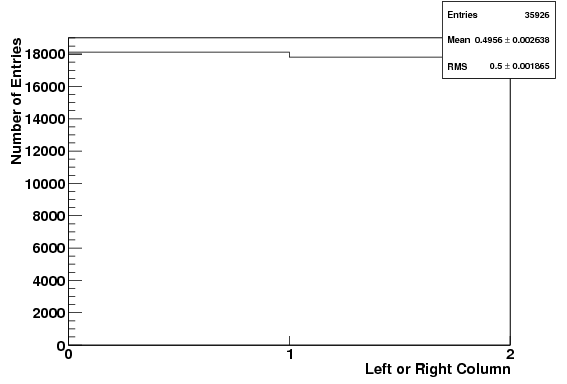 Entries 35926
Mean 0.4956 ± 0.002638
RMS 0.5 ± 0.001865
Number of Entries
18000
16000
14000
12000
10000
8000
6000
4000
2000
0
0 1 2
Left or Right Column